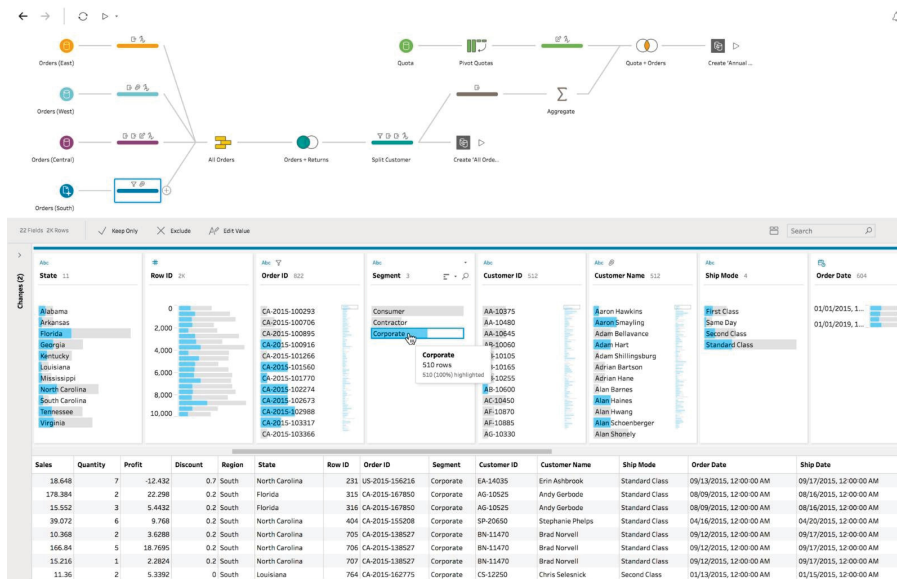 Orders (East)
Quota
Pivot Quotas
Quota + Orders
Create 'Annual ...
Orders (West)
Aggregate
Orders (Central)
All Orders
Orders + Returns
Split Customer
Create 'All Orde...
Orders (South)
22 Fields 2K Rows
Keep Only
Exclude
Edit Value
Search
Changes (2)
Abc
State 11
Alabama
Arkansas
Florida
Georgia
Kentucky
Louisiana
Mississippi
North Carolina
South Carolina
Tennessee
Virginia
#
Row ID 2K
0
2,000
4,000
6,000
8,000
10,000
Abc
Order ID 822
CA-2015-100293
CA-2015-100706
CA-2015-100895
CA-2015-100916
CA-2015-101266
CA-2015-101560
CA-2015-101770
CA-2015-102274
CA-2015-102673
CA-2015-102988
CA-2015-103317
CA-2015-103366
Abc
Segment 3
Consumer
Contractor
Corporate
Corporate
510 rows
510 (100%) highlighted
Abc
Customer ID 512
AA-10375
AA-10480
AA-10645
AB-10060
-10105
-10165
-10255
AB-10600
AC-10450
AF-10870
AF-10885
AG-10330
Abc
Customer Name 512
Aaron Hawkins
Aaron Smayling
Adam Bellavance
Adam Hart
Adam Shillingsburg
Adrian Bartson
Adrian Hane
Alan Barnes
Alan Haines
Alan Hwang
Alan Schoenberger
Alan Shonely
Abc
Ship Mode 4
First Class
Same Day
Second Class
Standard Class
Order Date 604
01/01/2015, 1...
01/01/2019, 1...
Sales Quantity Profit Discount Region State Row ID Order ID Segment Customer ID Customer Name Ship Mode Order Date Ship Date
18.648 7 -12.432 0.7 South North Carolina 231 US-2015-156216 Corporate EA-14035 Erin Ashbrook Standard Class 09/13/2015, 12:00:00 AM 09/17/2015, 12:00:00 AM
178.384 2 22.298 0.2 South Florida 315 CA-2015-167850 Corporate AG-10525 Andy Gerbode Standard Class 08/09/2015, 12:00:00 AM 08/16/2015, 12:00:00 AM
15.552 3 5.4432 0.2 South Florida 316 CA-2015-167850 Corporate AG-10525 Andy Gerbode Standard Class 08/09/2015, 12:00:00 AM 08/16/2015, 12:00:00 AM
39.072 6 9.768 0.2 South North Carolina 404 CA-2015-155208 Corporate SP-20650 Stephanie Phelps Standard Class 04/16/2015, 12:00:00 AM 04/20/2015, 12:00:00 AM
10.368 2 3.6288 0.2 South North Carolina 705 CA-2015-138527 Corporate BN-11470 Brad Norvell Standard Class 09/12/2015, 12:00:00 AM 09/17/2015, 12:00:00 AM
166.84 5 18.7695 0.2 South North Carolina 706 CA-2015-138527 Corporate BN-11470 Brad Norvell Standard Class 09/12/2015, 12:00:00 AM 09/17/2015, 12:00:00 AM
15.216 1 2.2824 0.2 South North Carolina 707 CA-2015-138527 Corporate BN-11470 Brad Norvell Standard Class 09/12/2015, 12:00:00 AM 09/17/2015, 12:00:00 AM
11.36 2 5.3392 0 South Louisiana 764 CA-2015-162775 Corporate CS-12250 Chris Selesnick Second Class 01/13/2015, 12:00:00 AM 01/15/2015, 12:00:00 AM